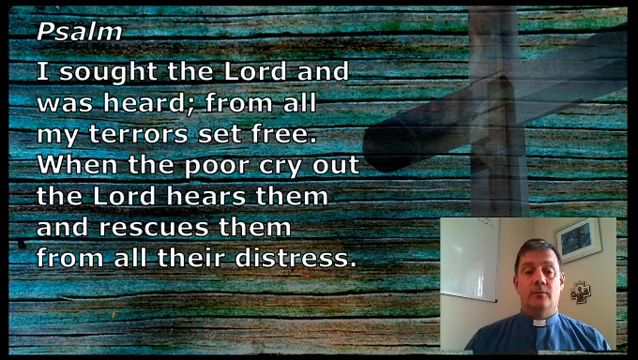 Psalm
I sought the Lord and
was heard; from all
my terrors set free.
When the poor cry out
the Lord hears them
and rescues them
from all their distress.